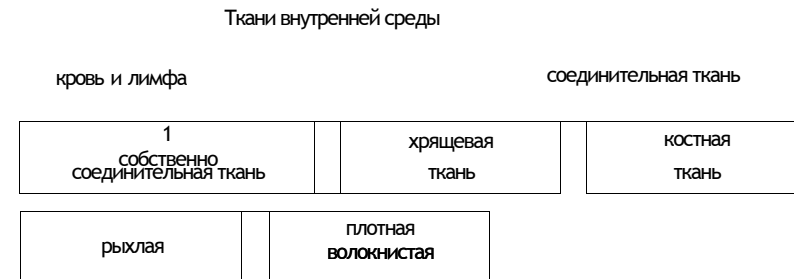 Ткани внутренней среды
кровь и лимфа
соединительная ткань
1
собственно
соединительная ткань
хрящевая
ткань
костная
ткань
рыхлая
плотная
волокнистая